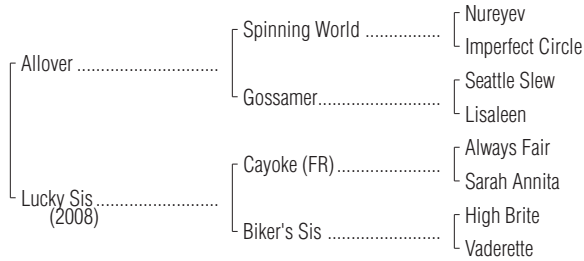 Nureyev
Spinning World ................
Imperfect Circle
Allover ..............................
Seattle Slew
Gossamer..........................
Lisaleen
Always Fair
Cayoke (FR)......................
Sarah Annita
Lucky Sis..........................
(2008)
High Brite
Biker's Sis ........................
Vaderette